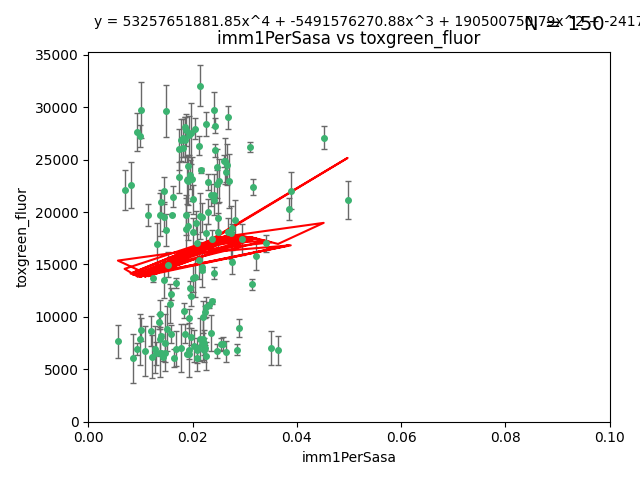 y = 53257651881.85x^4 + -5491576270.88x^3 + 190500750.79x^2 + -2417
N = 150
imm1PerSasa vs toxgreen_fluor
35000
30000
25000
20000
15000
10000
5000
0
toxgreen_fluor
0.00 0.02 0.04 0.06 0.08 0.10
imm1PerSasa